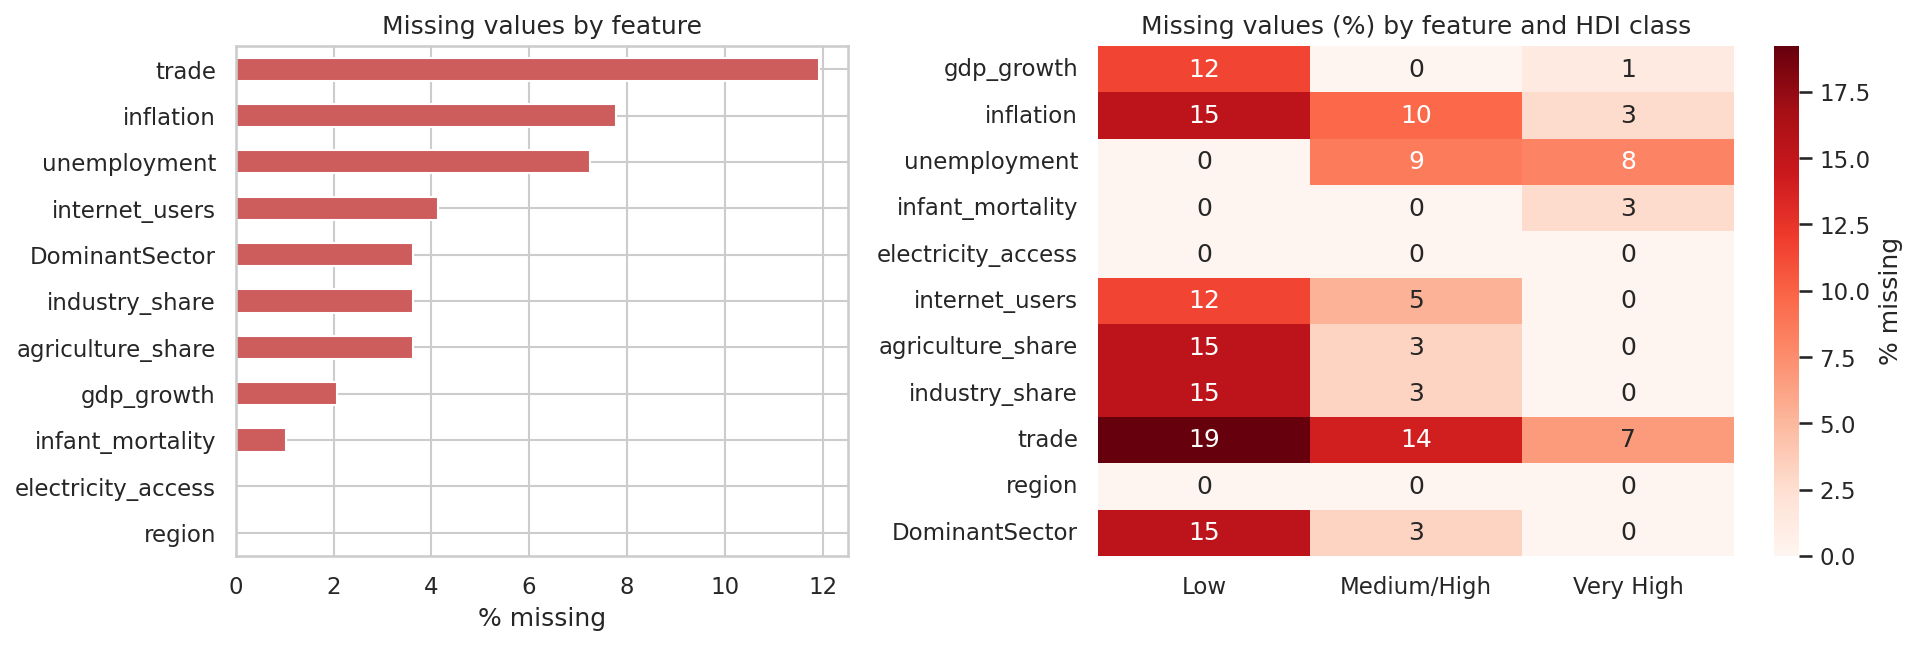 Missing values by feature
trade
inflation
unemployment
internet_users
DominantSector
industry_share
agriculture_share
gdp_growth
infant_mortality
electricity_access
region
0 2 4 6 8 10 12
% missing
Missing values (%) by feature and HDI class
gdp_growth 12 0 1
inflation 15 10 3
unemployment 0 9 8
infant_mortality 0 0 3
electricity_access 0 0 0
internet_users 12 5 0
agriculture_share 15 3 0
industry_share 15 3 0
trade 19 14 7
region 0 0 0
DominantSector 15 3 0
Low Medium/High Very High
17.5
15.0
12.5
10.0
7.5
5.0
2.5
0.0
% missing